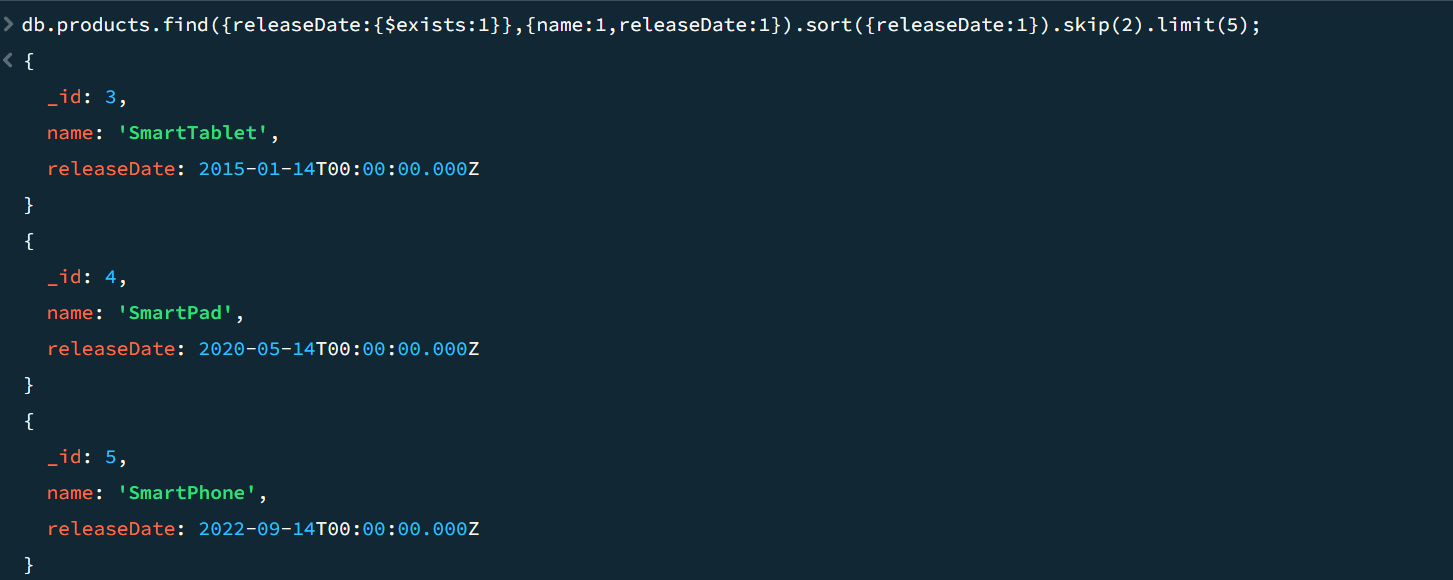 > db.products.find({releaseDate:{$exists:1}},{name:1,releaseDate:1}).sort({releaseDate:1}).skip(2).limit(5);
< {
_id: 3,
name: 'SmartTablet',
releaseDate: 2015-01-14T00:00:00.000Z
}
{
_id: 4,
name: 'SmartPad',
releaseDate: 2020-05-14T00:00:00.000Z
}
{
_id: 5,
name: 'SmartPhone',
releaseDate: 2022-09-14T00:00:00.000Z
}